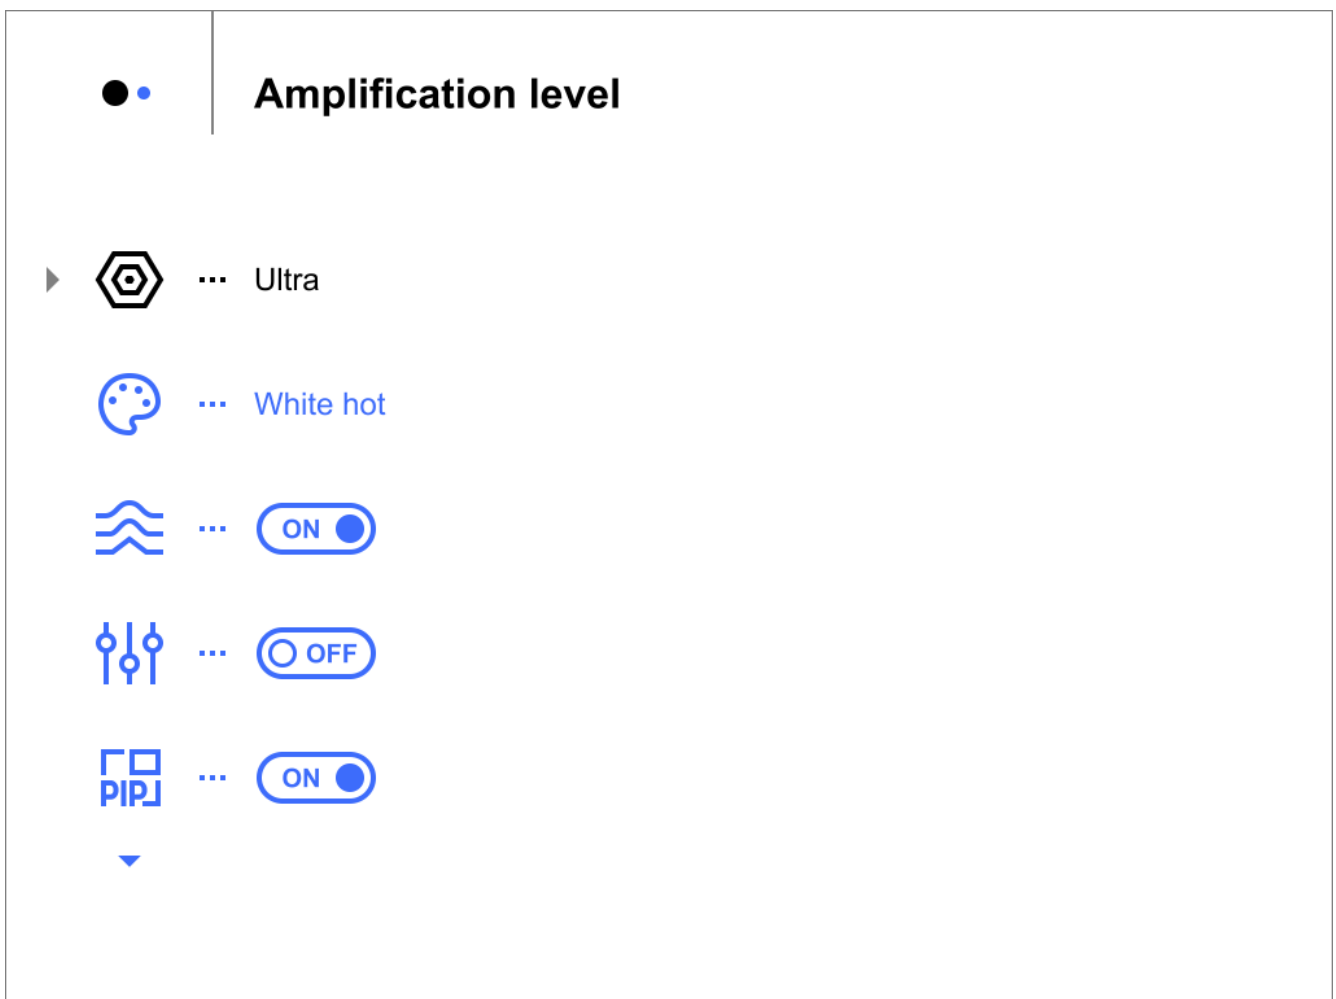 Amplification level
... Ultra
... White hot
... ON
... OFF
PIP ... ON